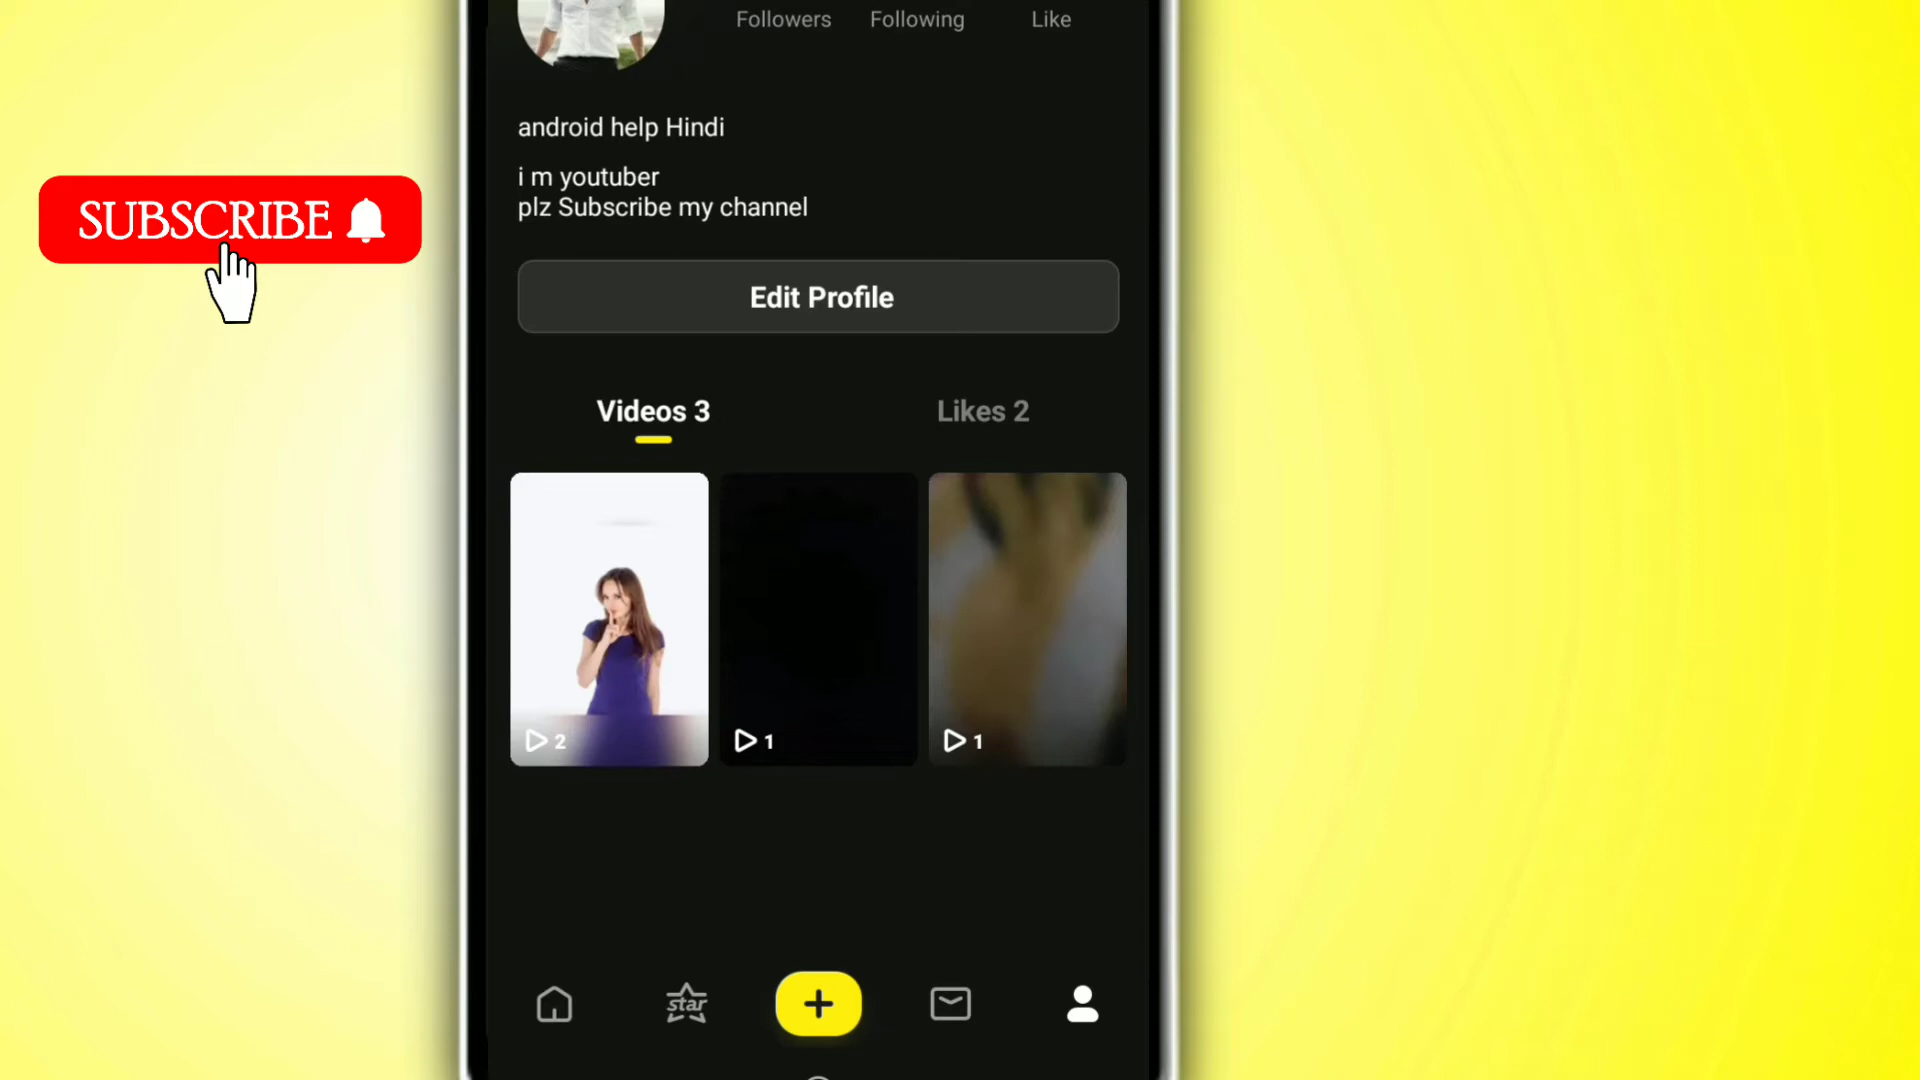 Followers Following Like
android help Hindi
i m youtuber
plz Subscribe my channel
SUBSCRIBE
Edit Profile
Videos 3 Likes 2
2 1 1
star